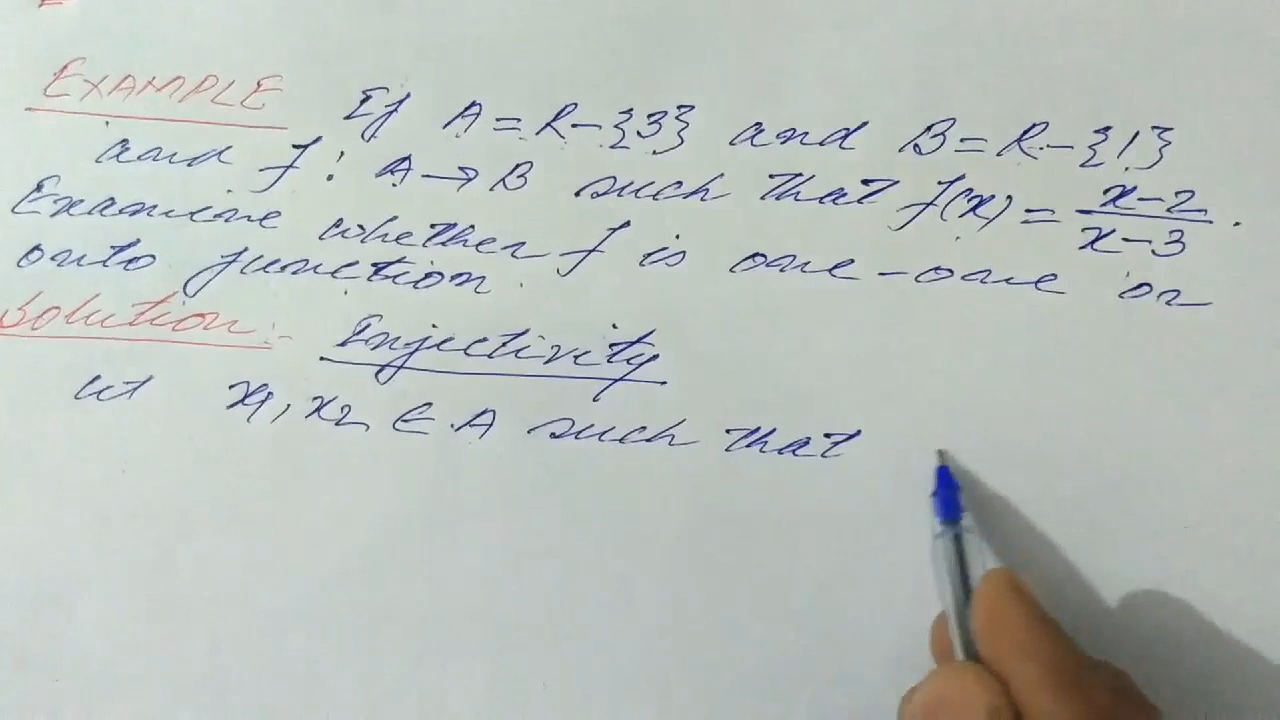 EXAMPLE If A = R - {3} and B = R - {1}
and f : A → B such that f(x) = \frac{x-2}{x-3}.
Examine whether f is one-one or
onto function.
Solution:- Injectivity
let x₁, x₂ ∈ A such that